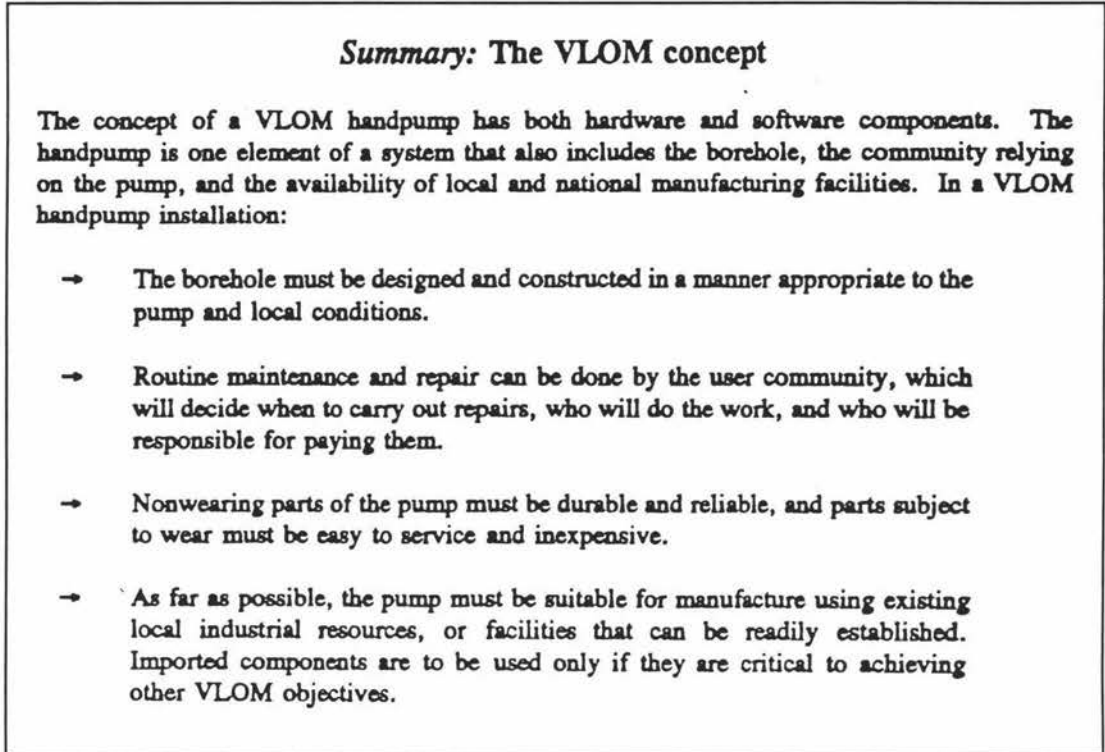 Summary: The VLOM concept
The concept of a VLOM handpump has both hardware and software components. The
handpump is one element of a system that also includes the borehole, the community relying
on the pump, and the availability of local and national manufacturing facilities. In a VLOM
handpump installation:
→ The borehole must be designed and constructed in a manner appropriate to the
pump and local conditions.
→ Routine maintenance and repair can be done by the user community, which
will decide when to carry out repairs, who will do the work, and who will be
responsible for paying them.
→ Nonwearing parts of the pump must be durable and reliable, and parts subject
to wear must be easy to service and inexpensive.
→ As far as possible, the pump must be suitable for manufacture using existing
local industrial resources, or facilities that can be readily established.
Imported components are to be used only if they are critical to achieving
other VLOM objectives.